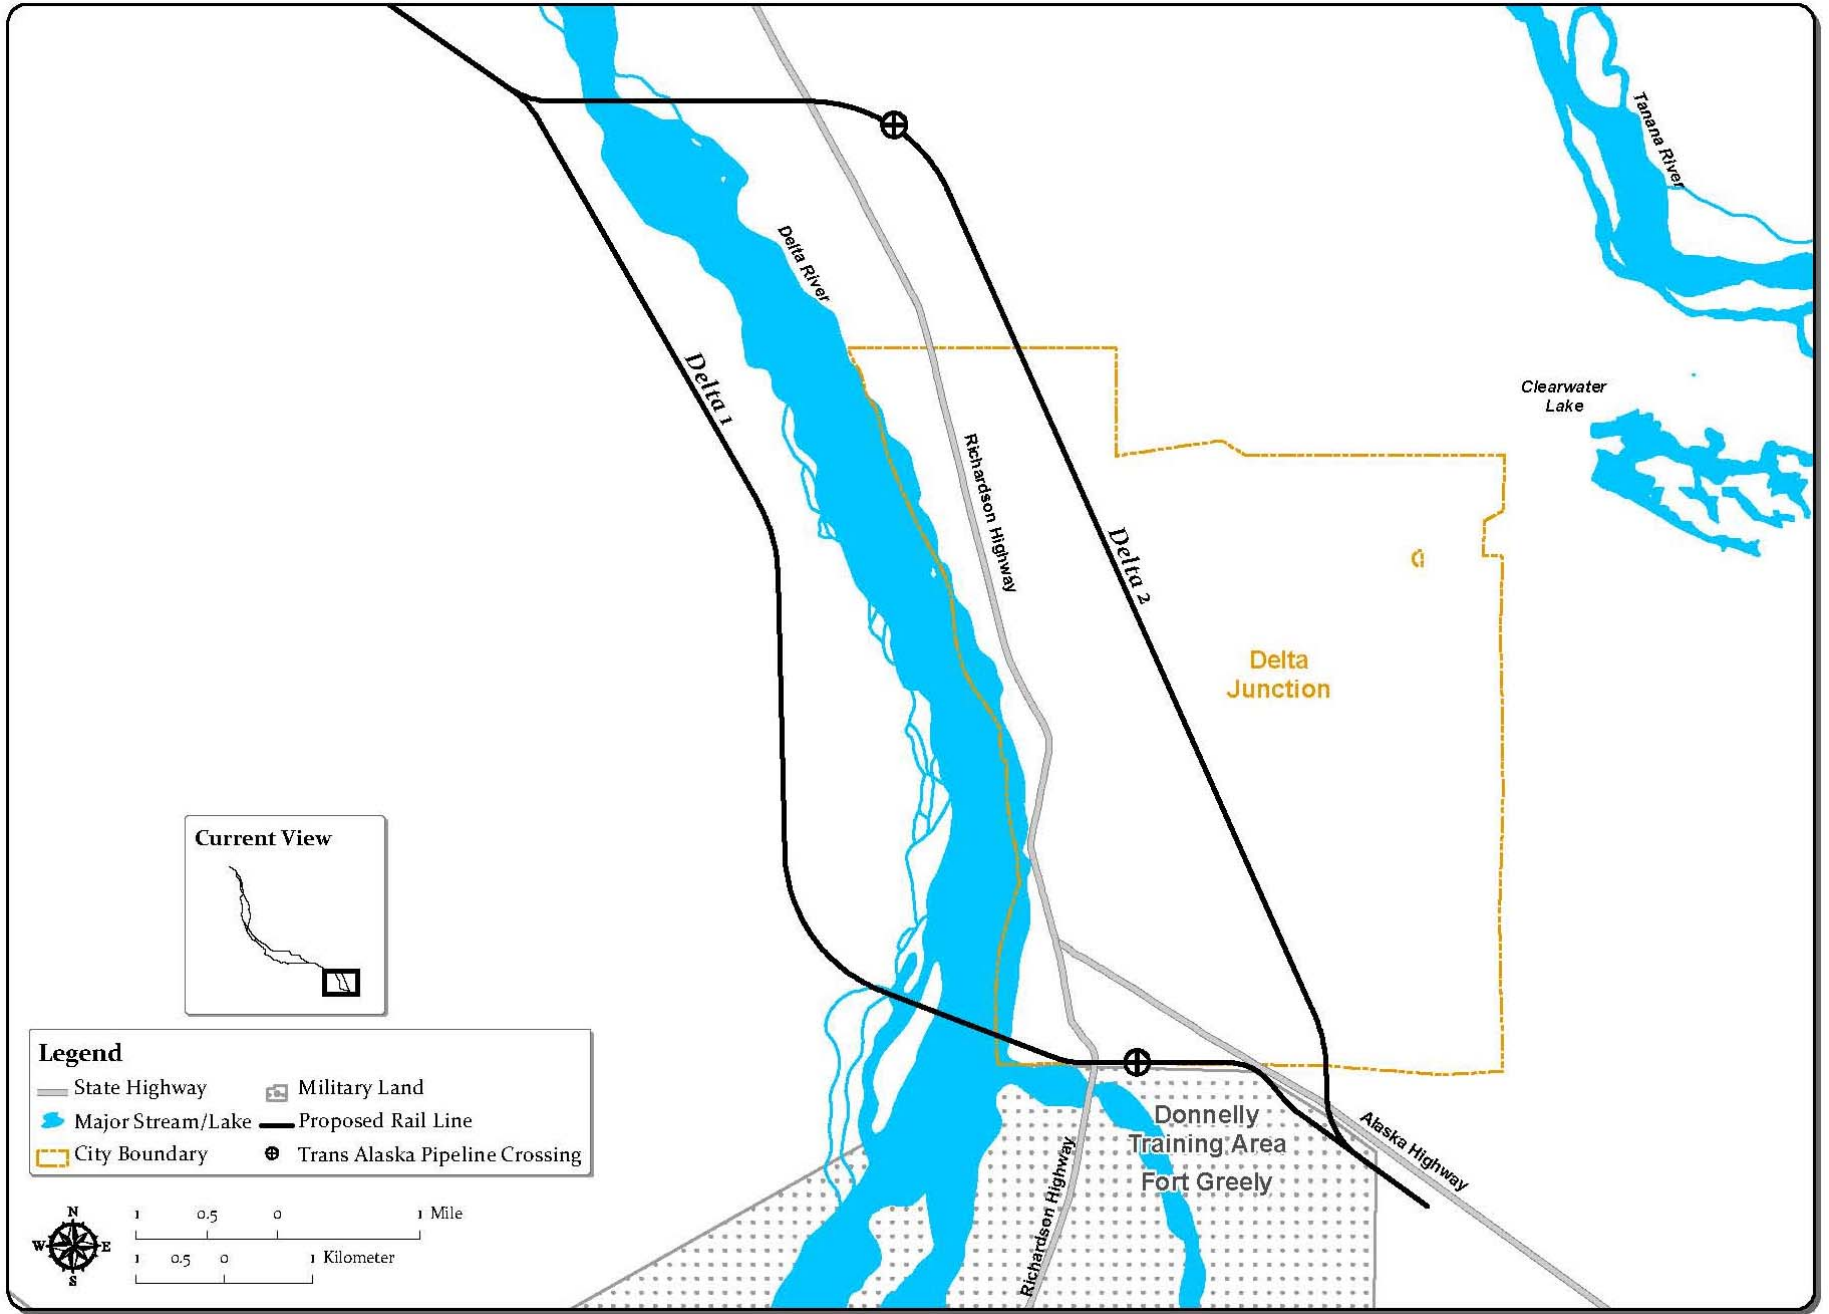 Tanana River
Delta River
Delta 1
Clearwater
Lake
Richardson Highway
Delta 2
Delta
Junction
Current View
Legend
State Highway
Military Land
Major Stream/Lake
Proposed Rail Line
City Boundary
Trans Alaska Pipeline Crossing
Donnelly
Training Area
Fort Greely
Alaska Highway
Richardson Highway
N
W E
S
1 0.5 0 1 Mile
1 0.5 0 1 Kilometer